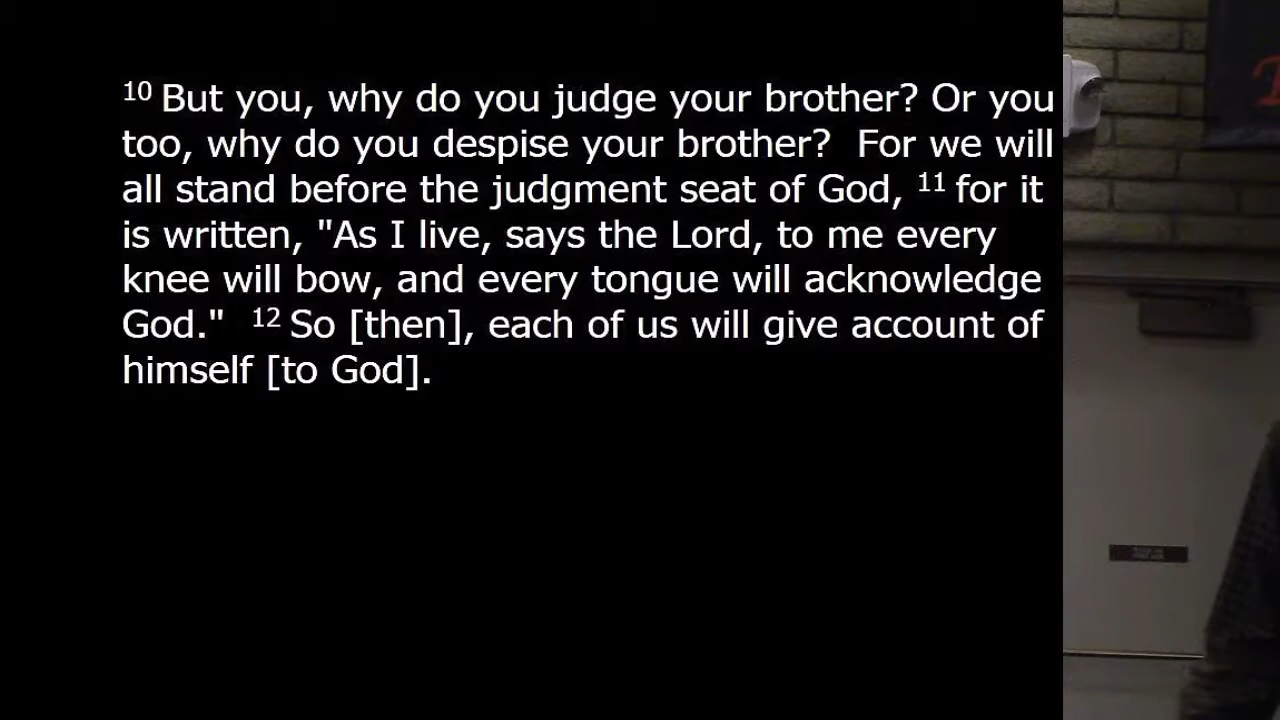 10 But you, why do you judge your brother? Or you
too, why do you despise your brother?  For we will
all stand before the judgment seat of God, 11 for it
is written, "As I live, says the Lord, to me every
knee will bow, and every tongue will acknowledge
God."  12 So [then], each of us will give account of
himself [to God].